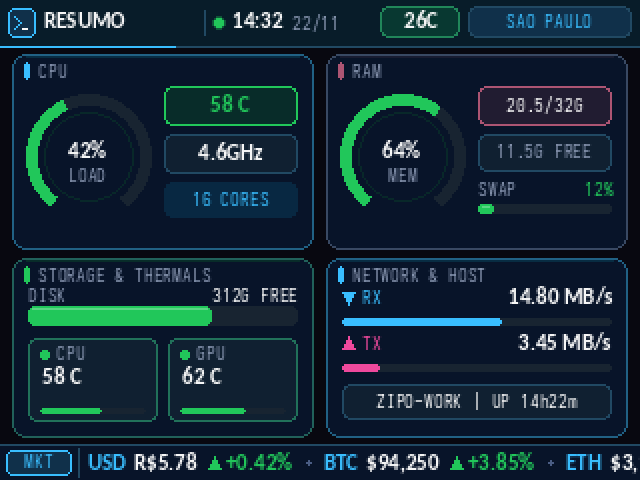 RESUMO 14:32 22/11 26C SAO PAULO
CPU
58 C
42%
LOAD
4.6GHz
16 CORES
RAM
20.5/32G
64%
MEM
11.5G FREE
SWAP 12%
STORAGE & THERMALS
DISK 312G FREE
CPU
58 C
GPU
62 C
NETWORK & HOST
RX 14.80 MB/s
TX 3.45 MB/s
ZIPO-WORK | UP 14h22m
MKT USD R$5.78 ▲+0.42% • BTC $94,250 ▲+3.85% • ETH $3,